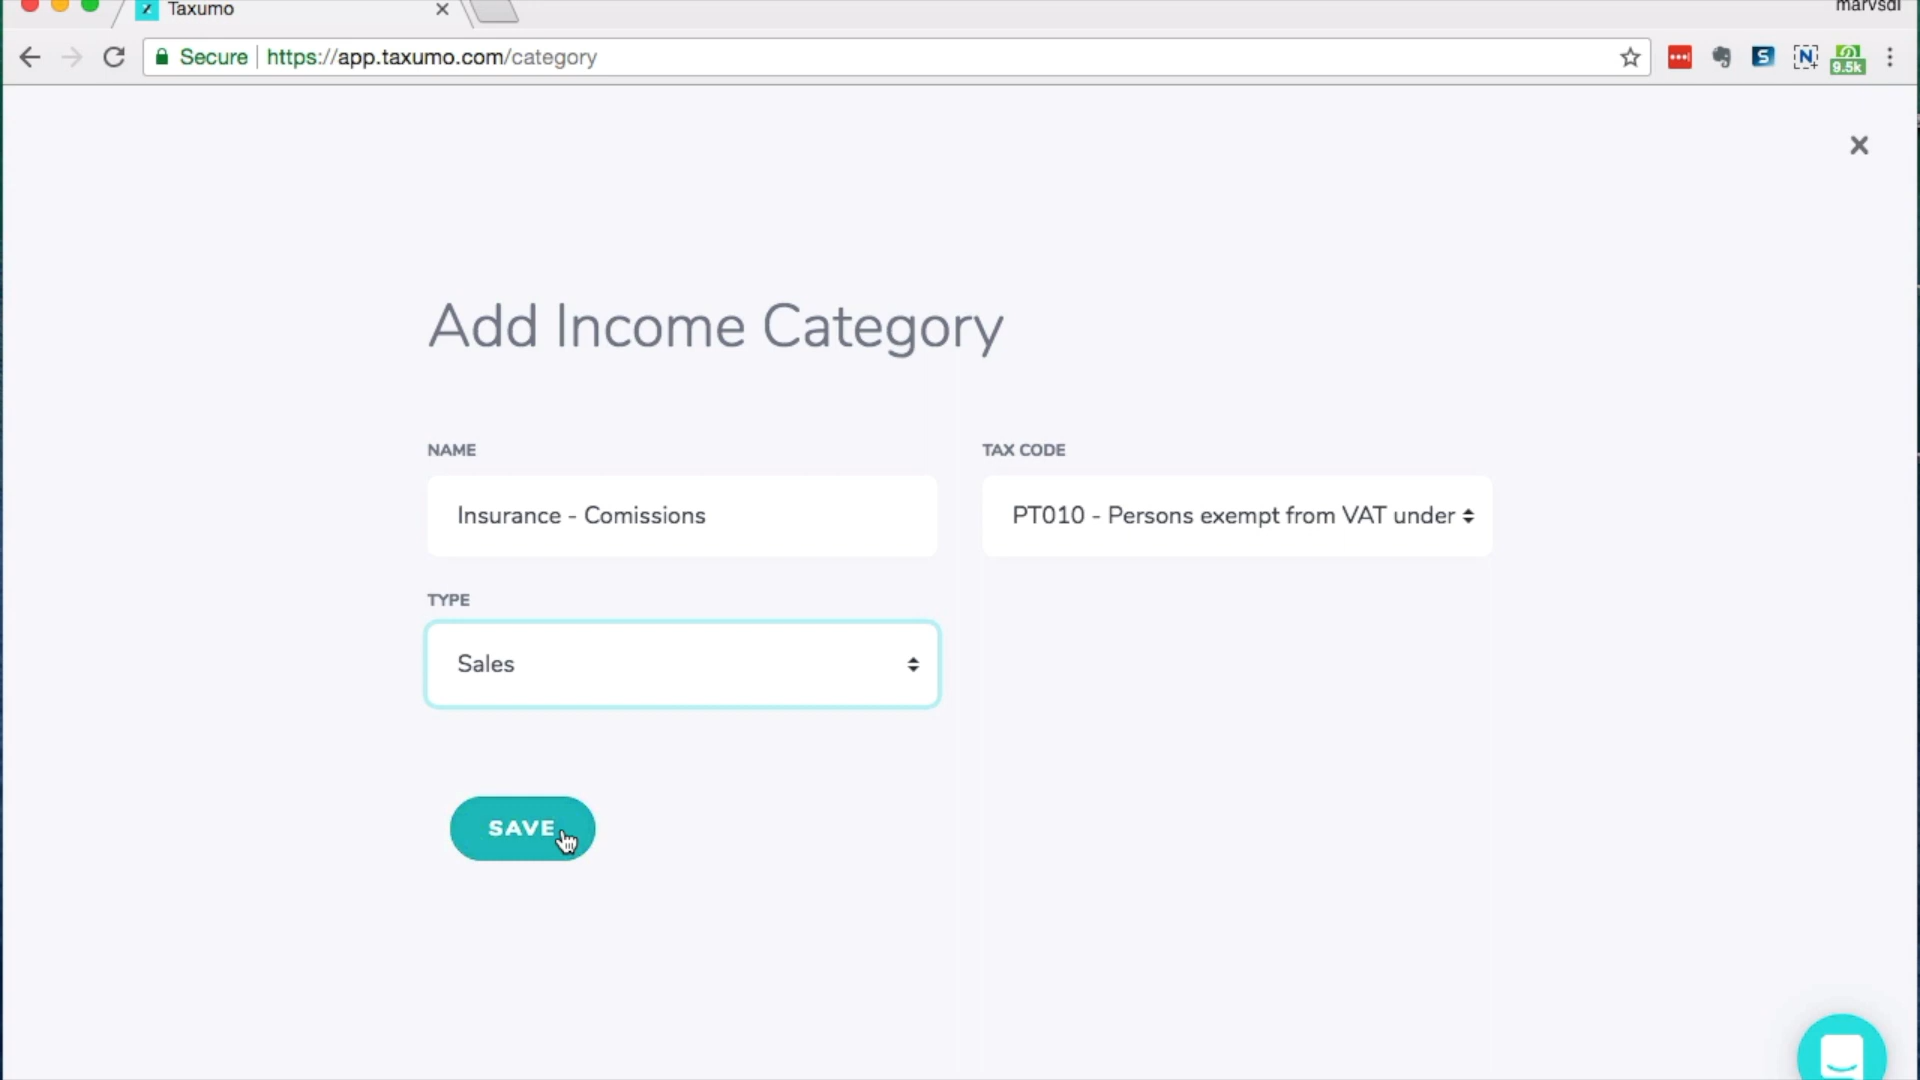 Taxumo
marvsdl
Secure
https://app.taxumo.com/category
S
N
9.5k
Add Income Category
NAME
TAX CODE
Insurance - Comissions
PT010 - Persons exempt from VAT under
TYPE
Sales
SAVE